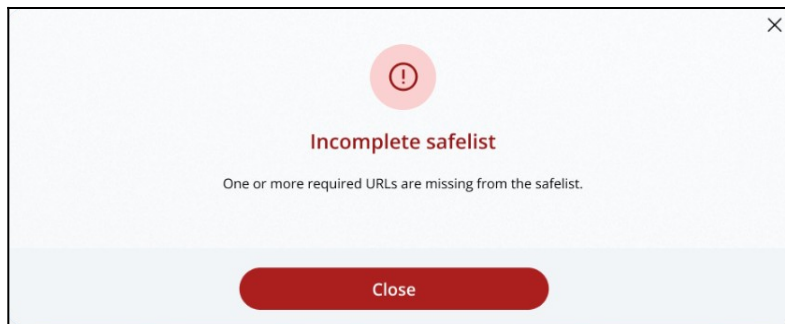 Incomplete safelist
One or more required URLs are missing from the safelist.
Close